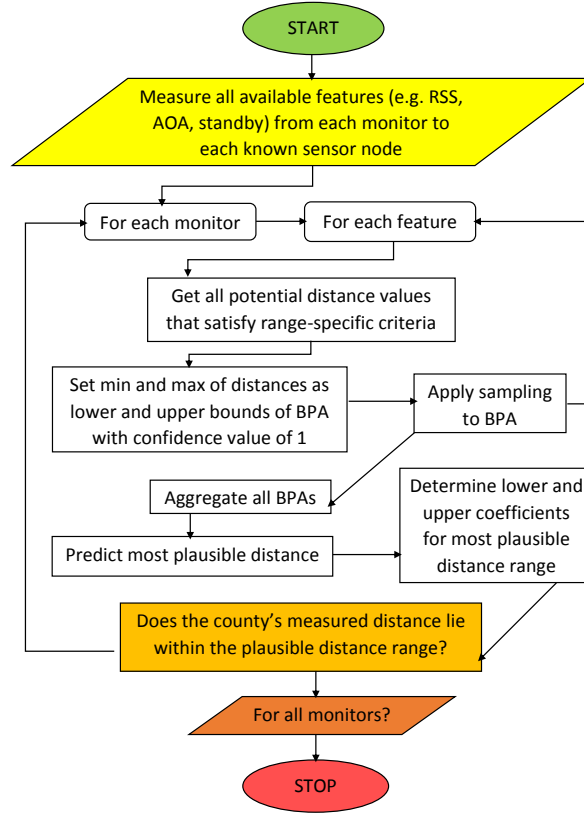 START
Measure all available features (e.g. RSS,
AOA, standby) from each monitor to
each known sensor node
For each monitor
For each feature
Get all potential distance values
that satisfy range-specific criteria
Set min and max of distances as
lower and upper bounds of BPA
with confidence value of 1
Apply sampling
to BPA
Aggregate all BPAs
Predict most plausible distance
Determine lower and
upper coefficients
for most plausible
distance range
Does the county’s measured distance lie
within the plausible distance range?
For all monitors?
STOP